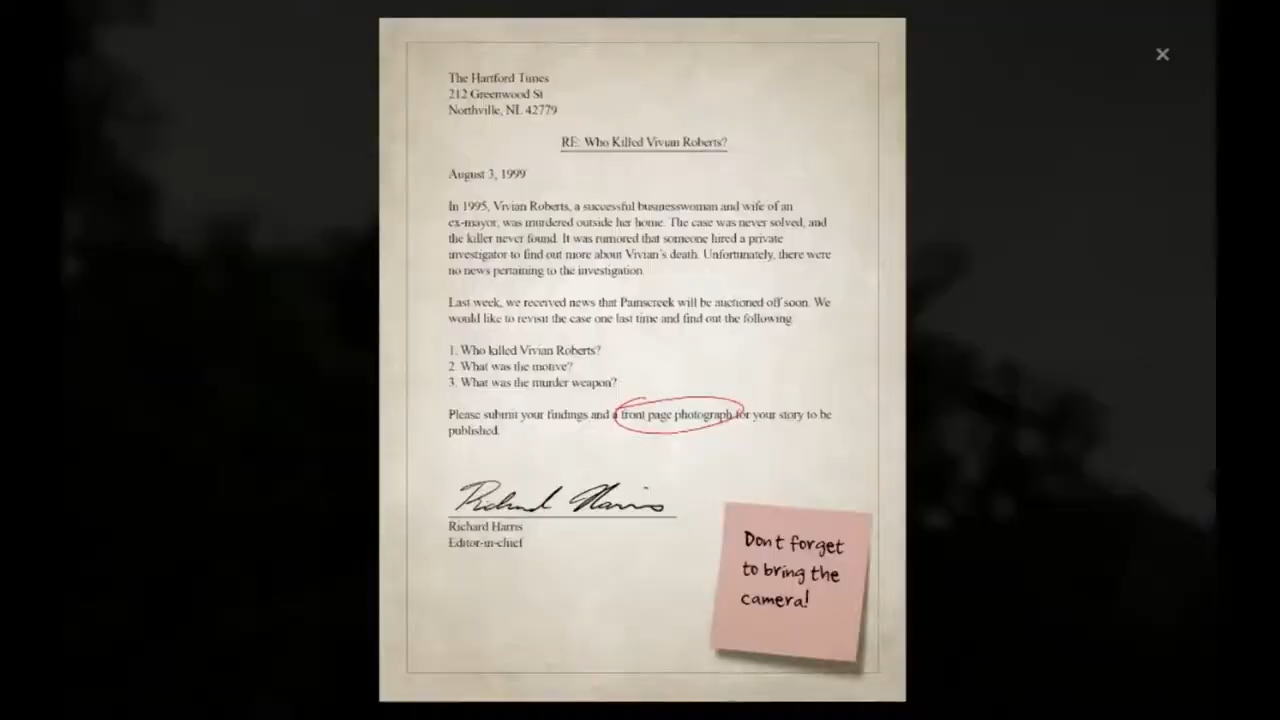 The Hartford Times
212 Greenwood St
Northville, NL 42779
RE: Who Killed Vivian Roberts?
August 3, 1999
In 1995, Vivian Roberts, a successful businesswoman and wife of an
ex-mayor, was murdered outside her home. The case was never solved, and
the killer never found. It was rumored that someone hired a private
investigator to find out more about Vivian's death. Unfortunately, there were
no news pertaining to the investigation.
Last week, we received news that Painscreek will be auctioned off soon. We
would like to revisit the case one last time and find out the following:
1. Who killed Vivian Roberts?
2. What was the motive?
3. What was the murder weapon?
Please submit your findings and a front page photograph for your story to be
published.
Richard Harris
Richard Harris
Editor-in-chief
Don't forget
to bring the
camera!
×